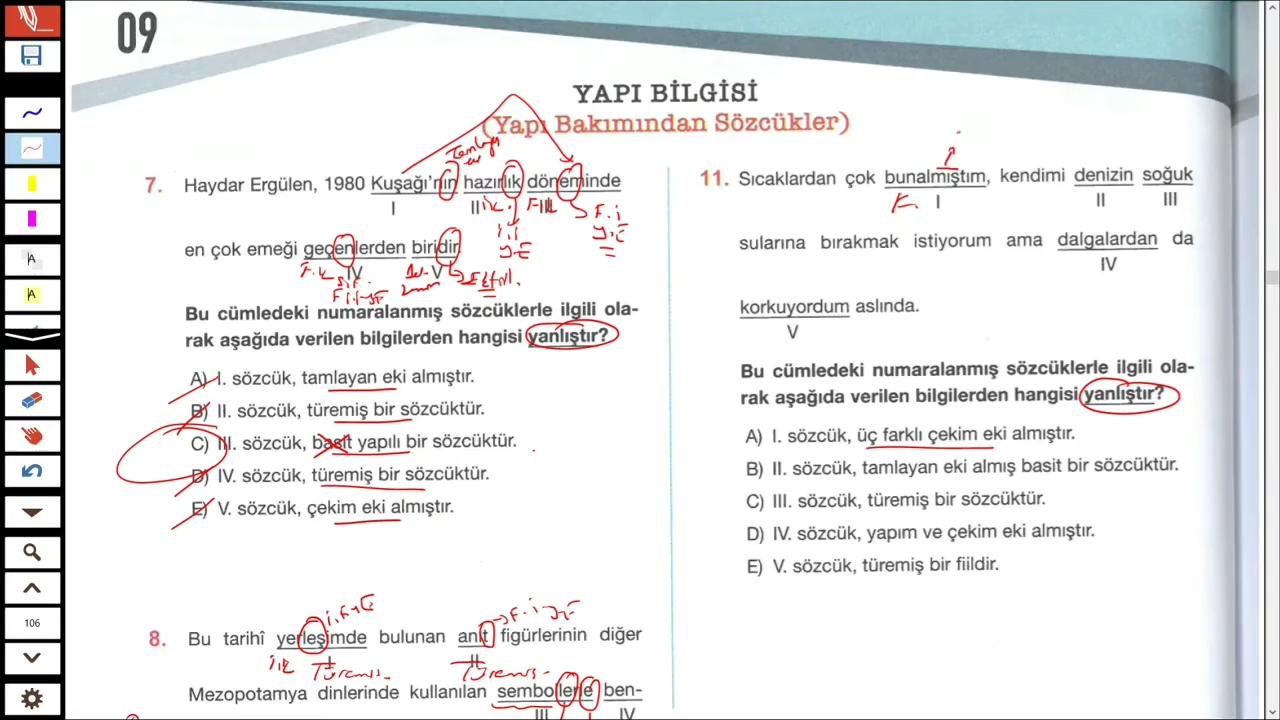 09
YAPI BİLGİSİ
(Yapı Bakımından Sözcükler)
7. Haydar Ergülen, 1980 Kuşağı'nın hazırlık döneminde
I II III
en çok emeği geçenlerden biridir.
IV V
Bu cümledeki numaralanmış sözcüklerle ilgili ola-
rak aşağıda verilen bilgilerden hangisi yanlıştır?
A) I. sözcük, tamlayan eki almıştır.
B) II. sözcük, türemiş bir sözcüktür.
C) III. sözcük, basit yapılı bir sözcüktür.
D) IV. sözcük, türemiş bir sözcüktür.
E) V. sözcük, çekim eki almıştır.
8. Bu tarihî yerleşimde bulunan anıt figürlerinin diğer
I II
Türemiş. Türemiş.
Mezopotamya dinlerinde kullanılan sembollerle ben-
III IV
11. Sıcaklardan çok bunalmıştım, kendimi denizin soğuk
I II III
sularına bırakmak istiyorum ama dalgalardan da
IV
korkuyordum aslında.
V
Bu cümledeki numaralanmış sözcüklerle ilgili ola-
rak aşağıda verilen bilgilerden hangisi yanlıştır?
A) I. sözcük, üç farklı çekim eki almıştır.
B) II. sözcük, tamlayan eki almış basit bir sözcüktür.
C) III. sözcük, türemiş bir sözcüktür.
D) IV. sözcük, yapım ve çekim eki almıştır.
E) V. sözcük, türemiş bir fiildir.
A
A
106